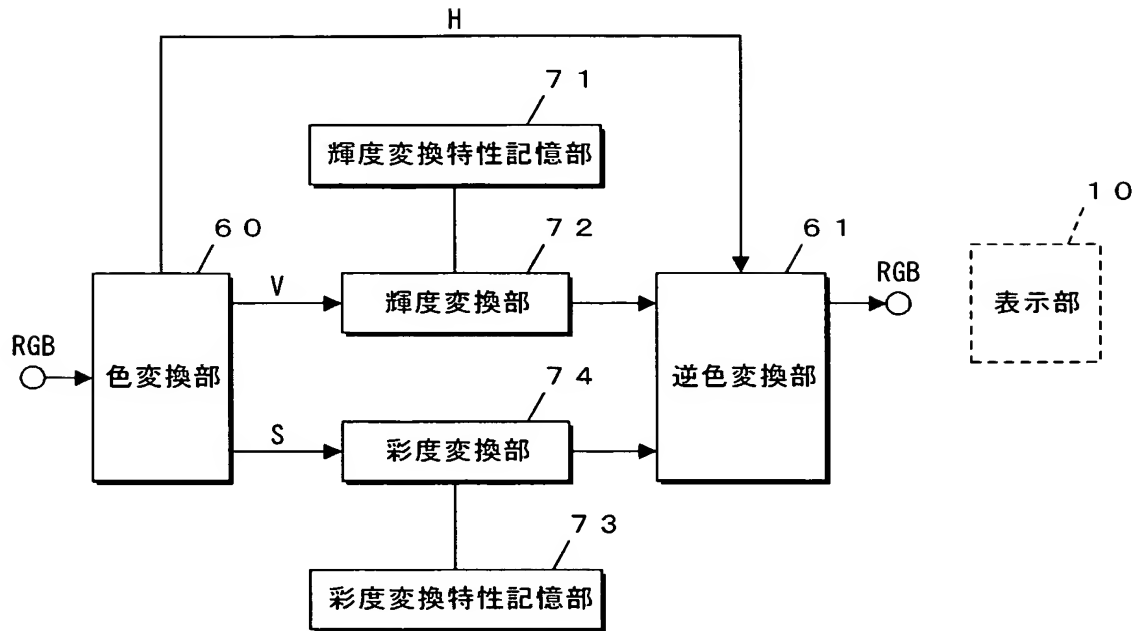 H
７１
輝度変換特性記憶部
１０
６０
７２
６１
V
RGB
輝度変換部
表示部
RGB
色変換部
逆色変換部
７４
S
彩度変換部
７３
彩度変換特性記憶部